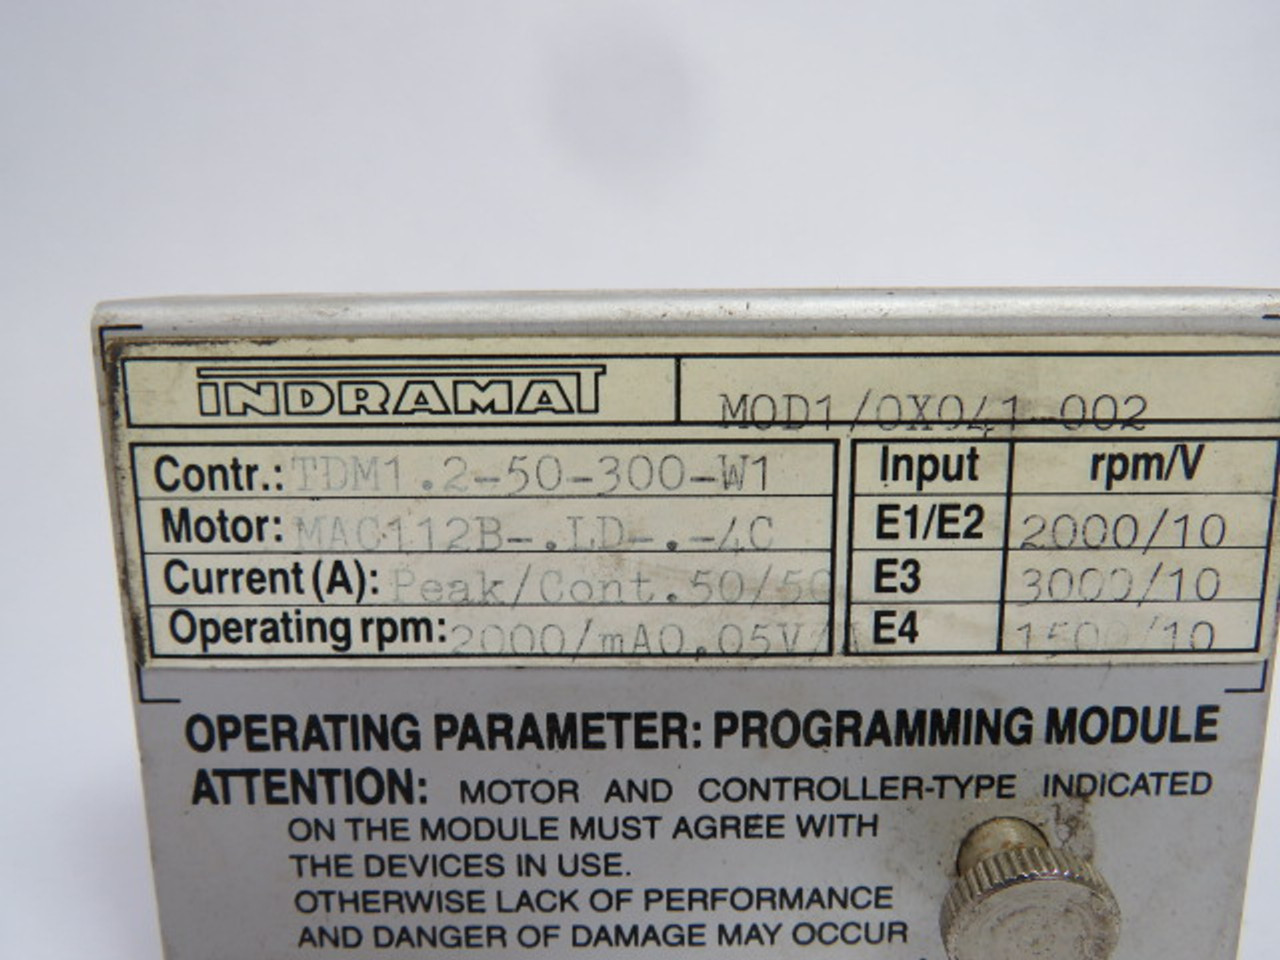 INDRAMAT MOD1/0X041-002
Contr.: TDM1.2-50-300-W1
Motor: MAC112B-.LD-.-4C
Current (A): Peak/Cont.50/50
Operating rpm: 2000/mA0.05V/A
Input rpm/V
E1/E2 2000/10
E3 3000/10
E4 1500/10
OPERATING PARAMETER: PROGRAMMING MODULE
ATTENTION: MOTOR AND CONTROLLER-TYPE INDICATED
ON THE MODULE MUST AGREE WITH
THE DEVICES IN USE.
OTHERWISE LACK OF PERFORMANCE
AND DANGER OF DAMAGE MAY OCCUR